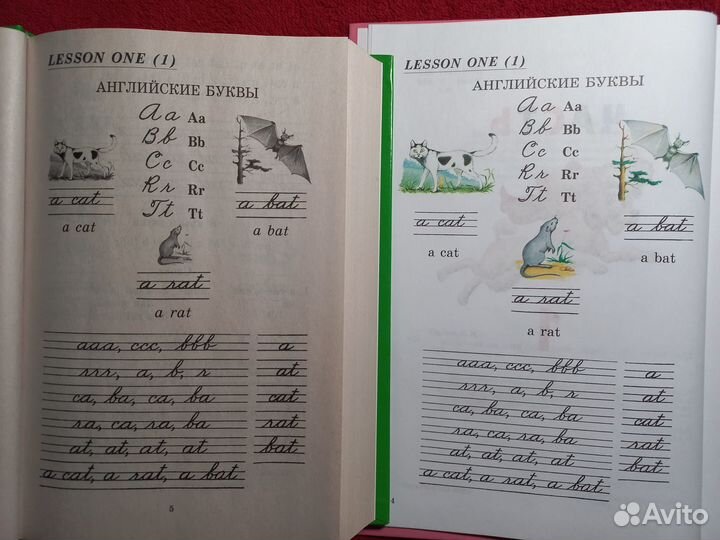 LESSON ONE (1)
АНГЛИЙСКИЕ БУКВЫ
Aa Aa
Bb Bb
Cc Cc
Rr Rr
Tt Tt
a cat
a bat
a cat
a bat
a rat
a rat
aaa, ccc, bbb a
rrr, a, b, r at
ca, ba, ca, ba cat
ra, ca, ra, ba rat
at, at, at, at bat
a cat, a rat, a bat
5
LESSON ONE (1)
АНГЛИЙСКИЕ БУКВЫ
Aa Aa
Bb Bb
Cc Cc
Rr Rr
Tt Tt
a cat
a bat
a cat
a bat
a rat
a rat
aaa, ccc, bbb a
rrr, a, b, r at
ca, ba, ca, ba cat
ra, ca, ra, ba rat
at, at, at, at bat
a cat, a rat, a bat
4
Avito